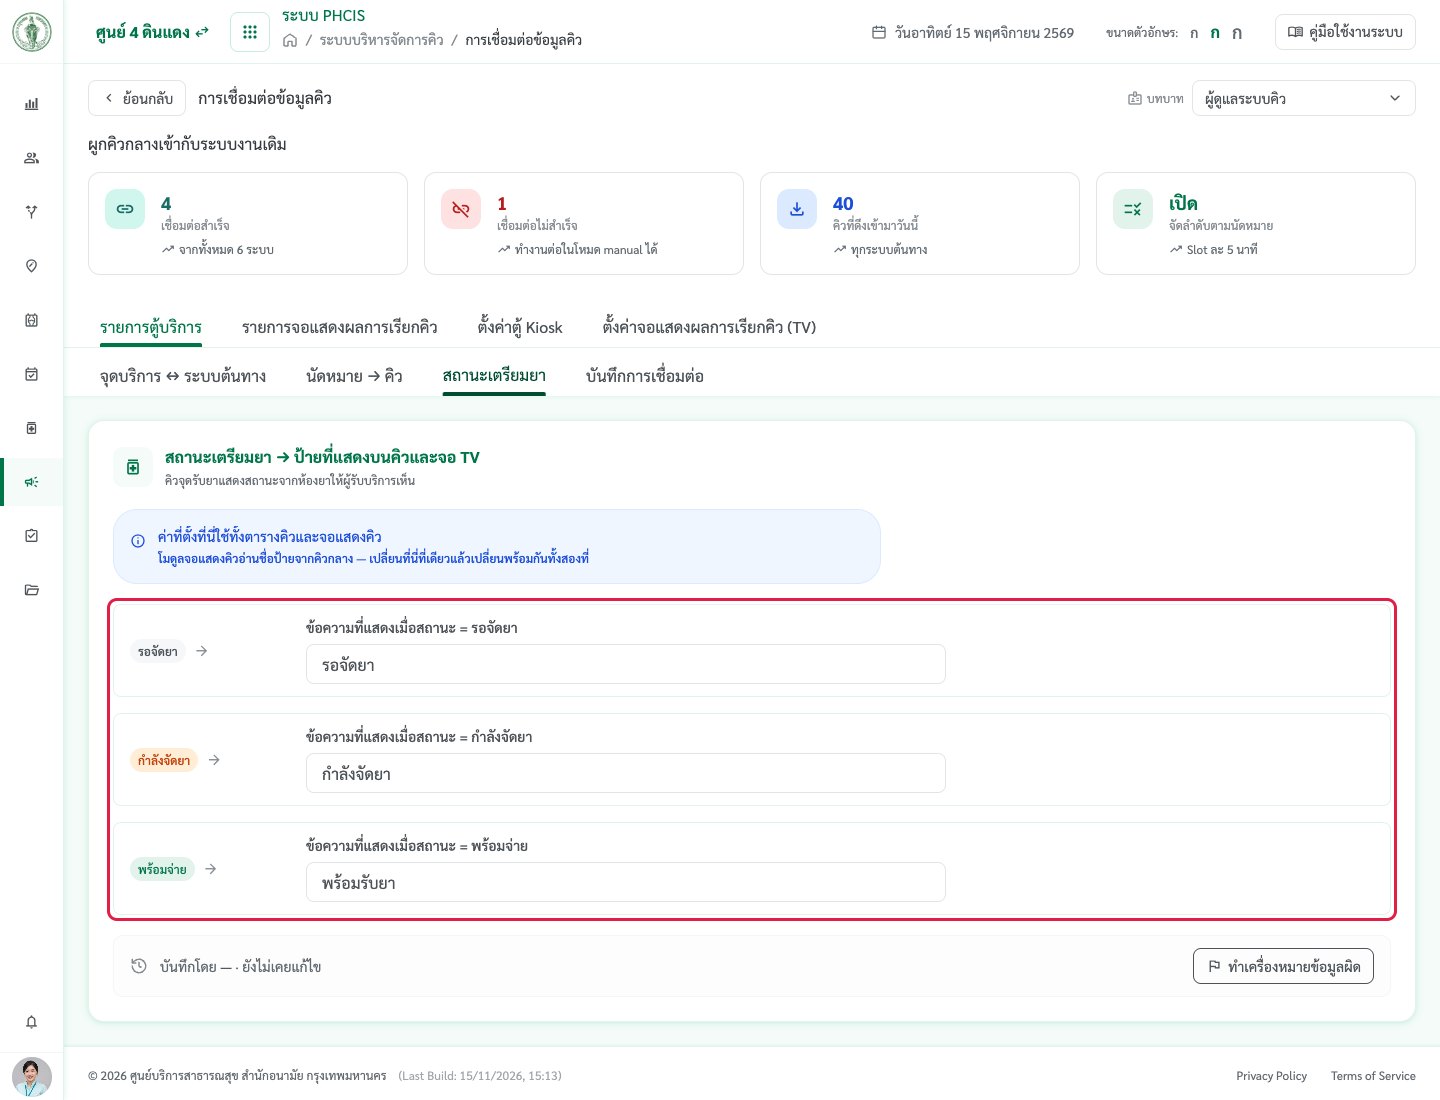 ศูนย์ 4 ดินแดง
ระบบ PHCIS
ระบบบริหารจัดการคิว / การเชื่อมต่อข้อมูลคิว
วันอาทิตย์ 15 พฤศจิกายน 2569
ขนาดตัวอักษร: ก ก ก
คู่มือใช้งานระบบ
ย้อนกลับ
การเชื่อมต่อข้อมูลคิว
บทบาท
ผู้ดูแลระบบคิว
ผูกคิวกลางเข้ากับระบบงานเดิม
4
เชื่อมต่อสำเร็จ
จากทั้งหมด 6 ระบบ
1
เชื่อมต่อไม่สำเร็จ
ทำงานต่อในโหมด manual ได้
40
คิวที่ดึงเข้ามาวันนี้
ทุกระบบต้นทาง
เปิด
จัดลำดับตามนัดหมาย
Slot ละ 5 นาที
รายการตู้บริการ
รายการจอแสดงผลการเรียกคิว
ตั้งค่าตู้ Kiosk
ตั้งค่าจอแสดงผลการเรียกคิว (TV)
จุดบริการ ↔ ระบบต้นทาง
นัดหมาย → คิว
สถานะเตรียมยา
บันทึกการเชื่อมต่อ
สถานะเตรียมยา → ป้ายที่แสดงบนคิวและจอ TV
คิวจุดรับยาแสดงสถานะจากห้องยาให้ผู้รับบริการเห็น
ค่าที่ตั้งที่นี่ใช้ทั้งตารางคิวและจอแสดงคิว
โมดูลจอแสดงคิวอ่านชื่อป้ายจากคิวกลาง — เปลี่ยนที่นี่ที่เดียวแล้วเปลี่ยนพร้อมกันทั้งสองที่
ข้อความที่แสดงเมื่อสถานะ = รอจัดยา
รอจัดยา →
รอจัดยา
ข้อความที่แสดงเมื่อสถานะ = กำลังจัดยา
กำลังจัดยา →
กำลังจัดยา
ข้อความที่แสดงเมื่อสถานะ = พร้อมจ่าย
พร้อมจ่าย →
พร้อมรับยา
บันทึกโดย — · ยังไม่เคยแก้ไข
ทำเครื่องหมายข้อมูลผิด
© 2026 ศูนย์บริการสาธารณสุข สำนักอนามัย กรุงเทพมหานคร (Last Build: 15/11/2026, 15:13)
Privacy Policy
Terms of Service